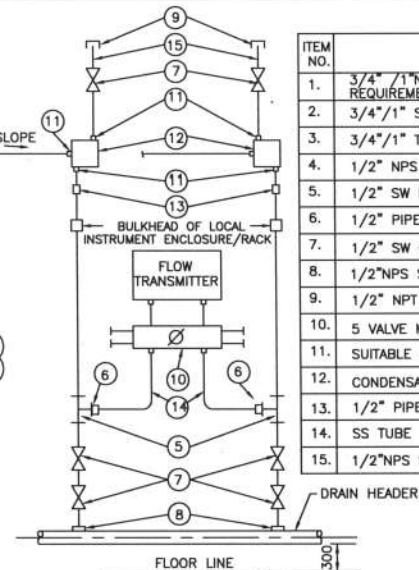 9
15
7
11
SLOPE
11
12
11
13
BULKHEAD OF LOCAL
INSTRUMENT ENCLOSURE/RACK
FLOW
TRANSMITTER
6
6
10
14
5
7
8
DRAIN HEADER
FLOOR LINE
300
ITEM
NO.
1. 3/4" /1"N
REQUIREME
2. 3/4"/1" S
3. 3/4"/1" T
4. 1/2" NPS
5. 1/2" SW
6. 1/2" PIPE
7. 1/2" SW
8. 1/2"NPS S
9. 1/2" NPT
10. 5 VALVE
11. SUITABLE
12. CONDENSA
13. 1/2" PIPE
14. SS TUBE
15. 1/2"NPS